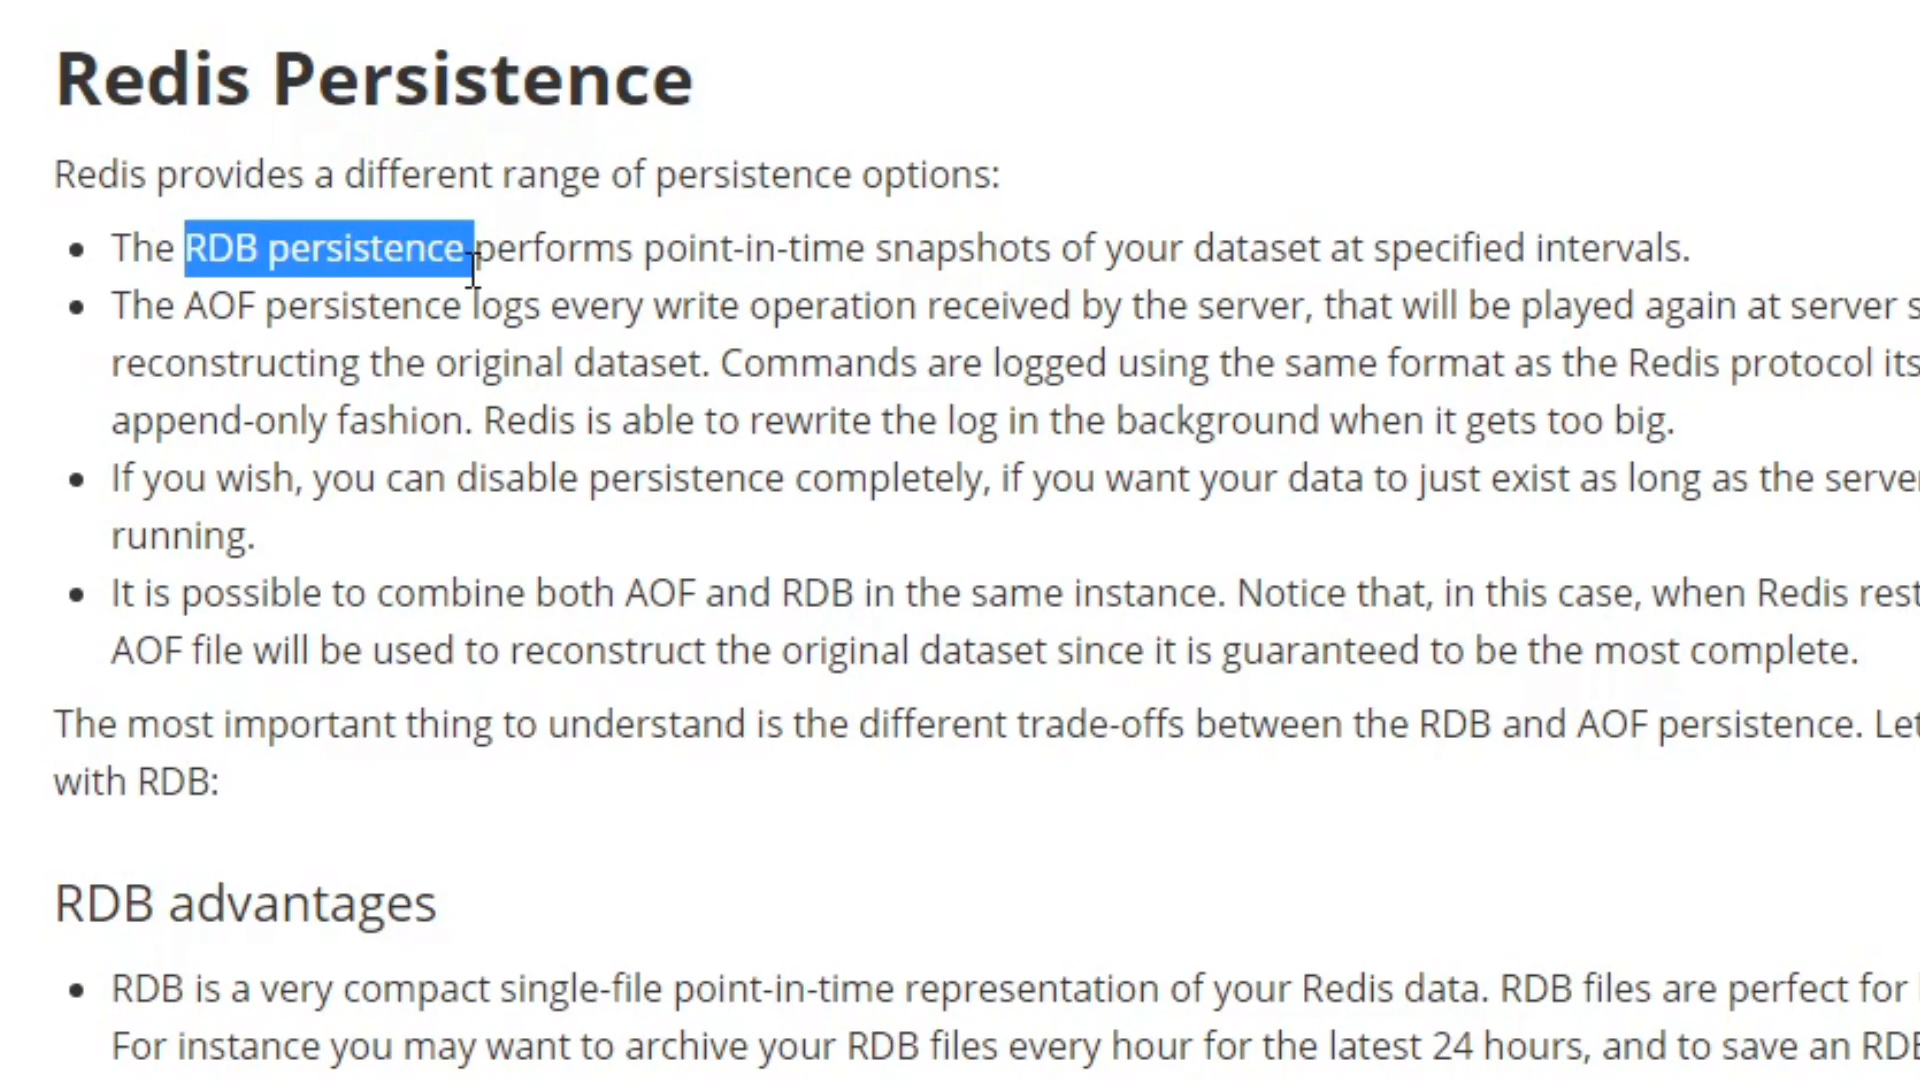 Redis Persistence
Redis provides a different range of persistence options:
• The RDB persistence performs point-in-time snapshots of your dataset at specified intervals.
• The AOF persistence logs every write operation received by the server, that will be played again at server
reconstructing the original dataset. Commands are logged using the same format as the Redis protocol
append-only fashion. Redis is able to rewrite the log in the background when it gets too big.
• If you wish, you can disable persistence completely, if you want your data to just exist as long as the
running.
• It is possible to combine both AOF and RDB in the same instance. Notice that, in this case, when Redis
AOF file will be used to reconstruct the original dataset since it is guaranteed to be the most complete.
The most important thing to understand is the different trade-offs between the RDB and AOF persistence.
with RDB:
RDB advantages
• RDB is a very compact single-file point-in-time representation of your Redis data. RDB files are perfect for
For instance you may want to archive your RDB files every hour for the latest 24 hours, and to save an